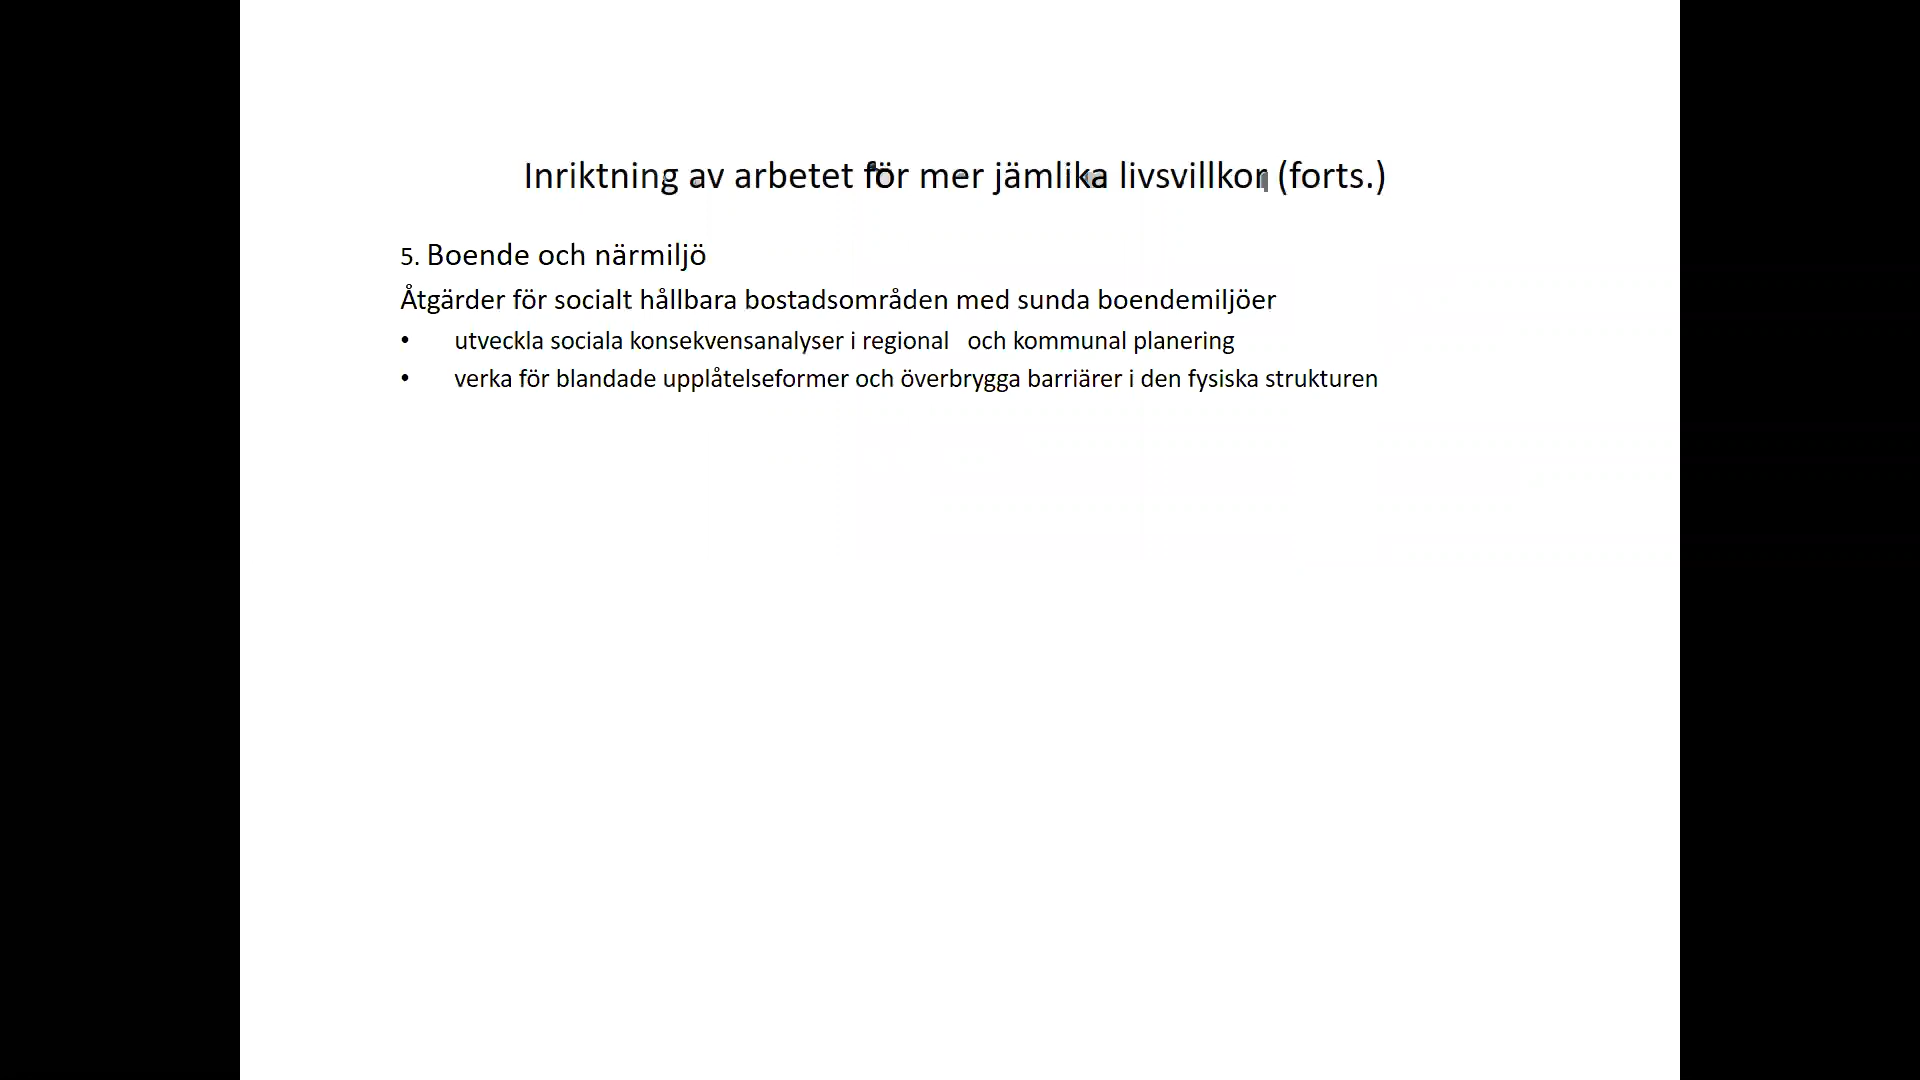 Inriktning av arbetet för mer jämlika livsvillkor (forts.)
5. Boende och närmiljö
Åtgärder för socialt hållbara bostadsområden med sunda boendemiljöer
• utveckla sociala konsekvensanalyser i regional och kommunal planering
• verka för blandade upplåtelseformer och överbrygga barriärer i den fysiska strukturen